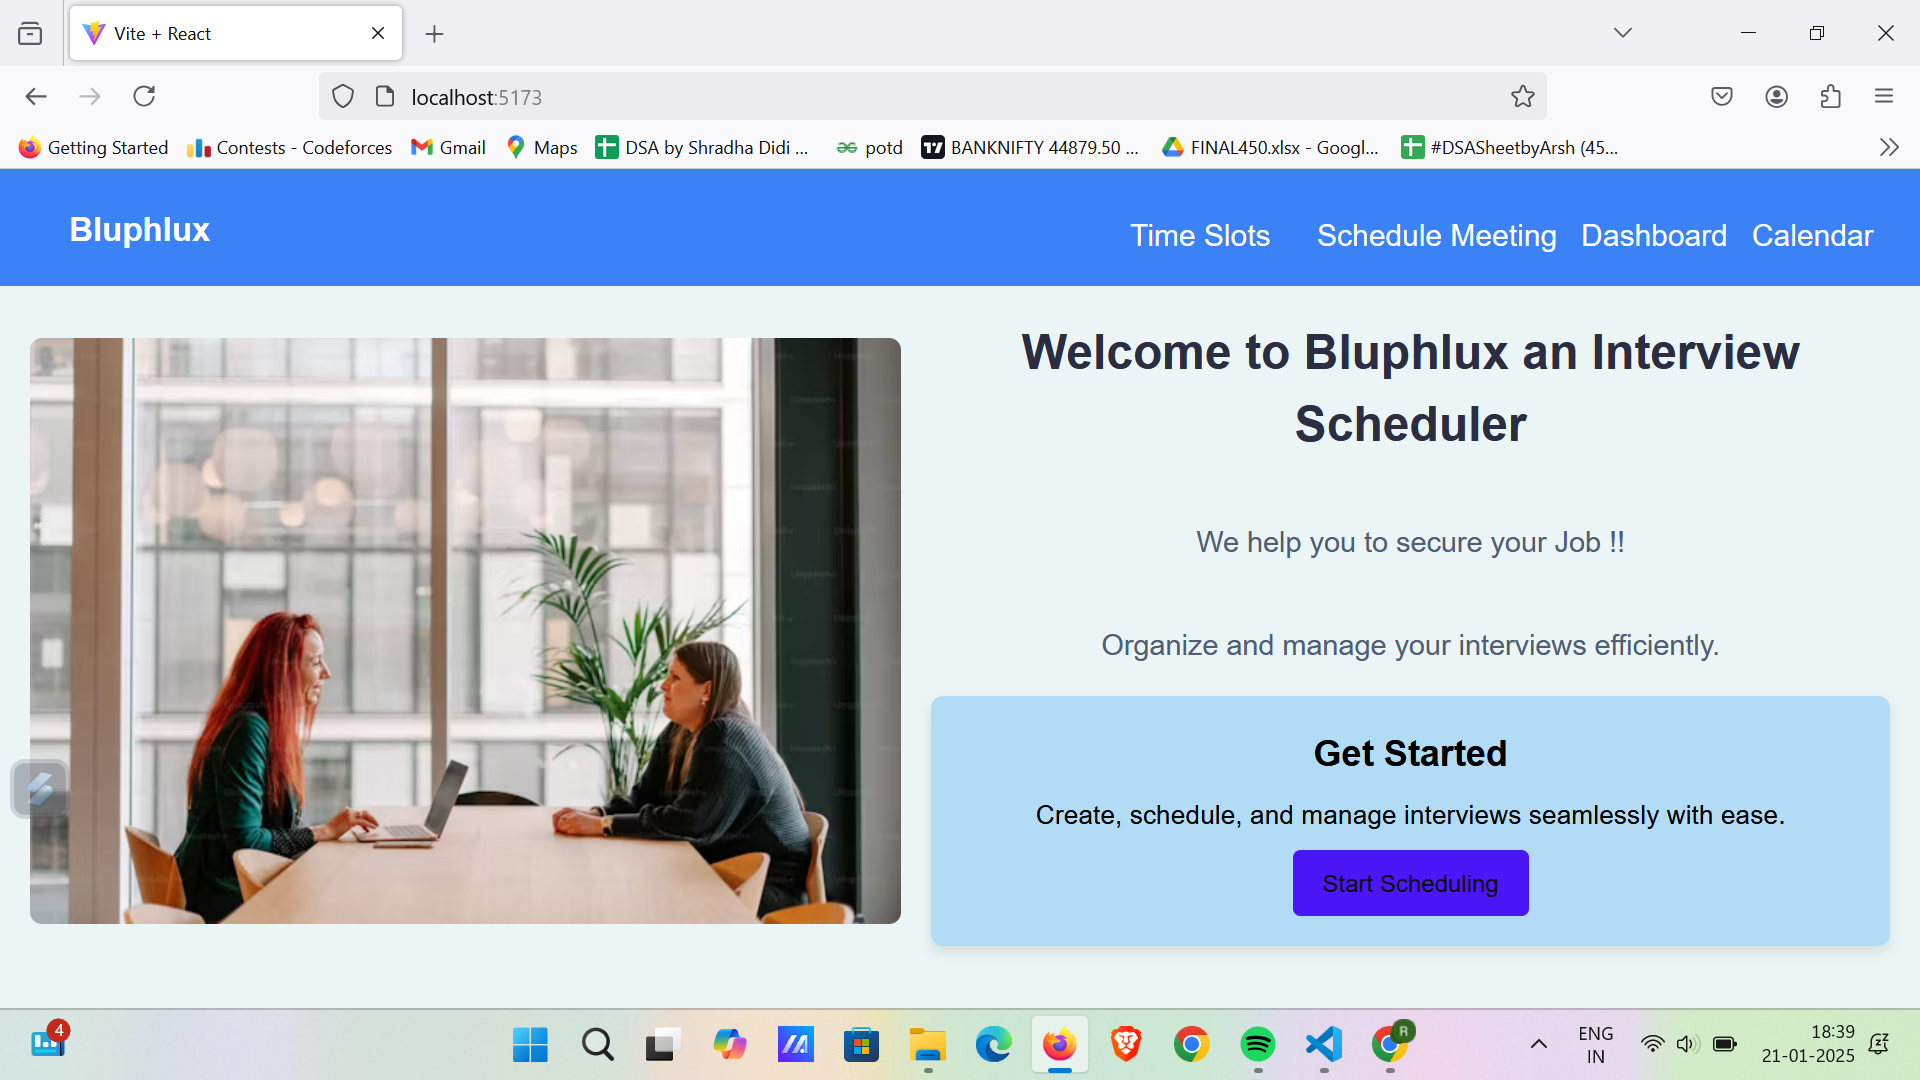 Vite + React
localhost:5173
Getting Started Contests - Codeforces Gmail Maps DSA by Shradha Didi ... potd BANKNIFTY 44879.50 ... FINAL450.xlsx - Googl... #DSASheetbyArsh (45...
Bluphlux
Time Slots Schedule Meeting Dashboard Calendar
Welcome to Bluphlux an Interview
Scheduler
We help you to secure your Job !!
Organize and manage your interviews efficiently.
Get Started
Create, schedule, and manage interviews seamlessly with ease.
Start Scheduling
4
R
ENG
IN
18:39
21-01-2025